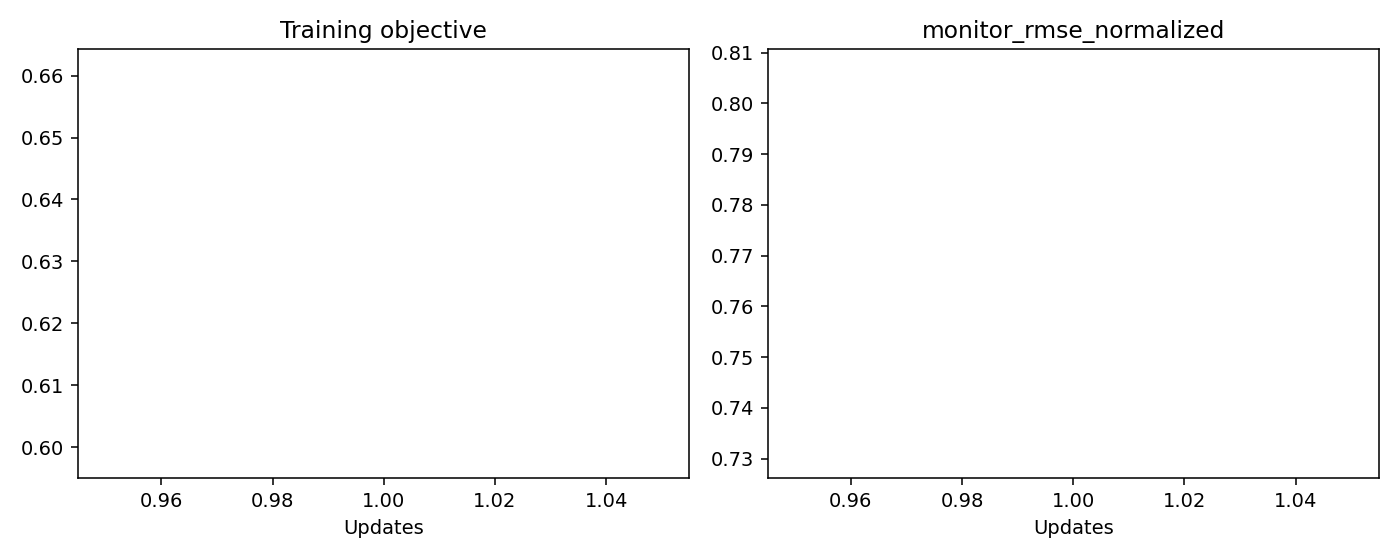 Training objective
0.66
0.65
0.64
0.63
0.62
0.61
0.60
0.96 0.98 1.00 1.02 1.04
Updates
monitor_rmse_normalized
0.81
0.80
0.79
0.78
0.77
0.76
0.75
0.74
0.73
0.96 0.98 1.00 1.02 1.04
Updates